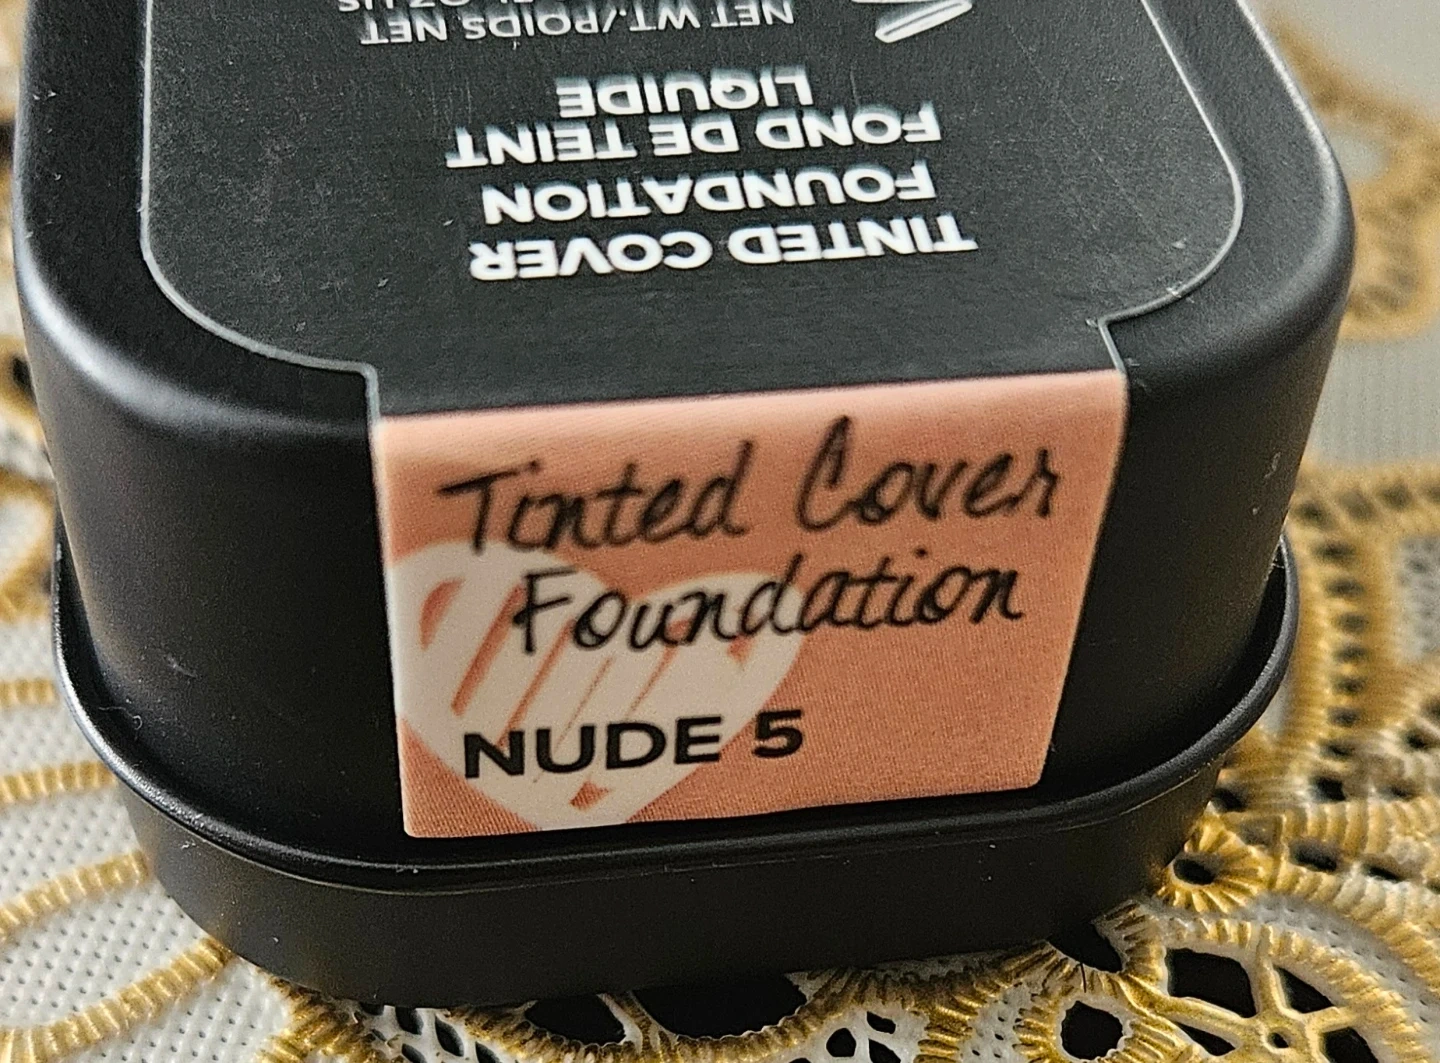 NET WT./POIDS NET
LIQUIDE
FOND DE TEINT
FOUNDATION
TINTED COVER
Tinted Cover
Foundation
NUDE 5